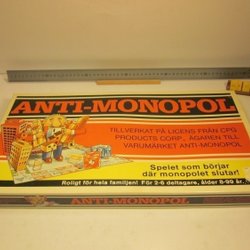 ANTI-MONOPOL
TILLVERKAT PÅ LICENS FRÅN CPG
PRODUCTS CORP., ÄGAREN TILL
VARUMÄRKET ANTI-MONOPOL
Spelet som börjar
där monopolet slutar!
Roligt för hela familjen! För 2-6 deltagare, ålder 8-99 år.
ANTI-MONOPOL